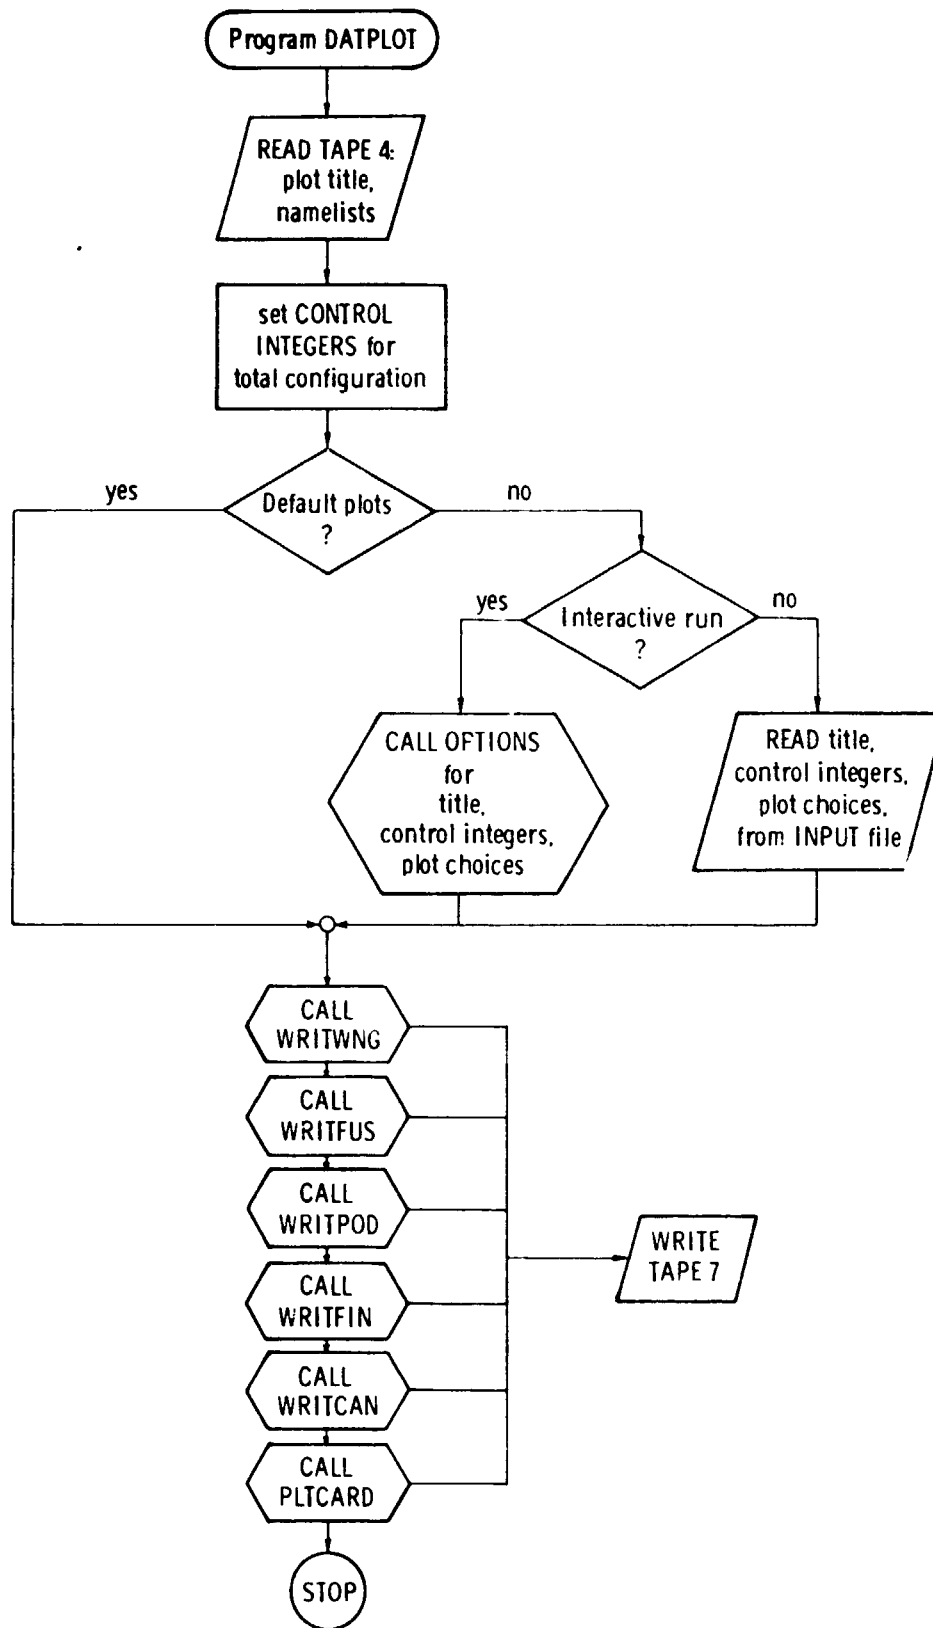 Program DATPLOT
READ TAPE 4:
plot title,
namelists
set CONTROL
INTEGERS for
total configuration
yes
Default plots
?
no
yes
Interactive run
?
no
CALL OPTIONS
for
title,
control integers,
plot choices
READ title,
control integers,
plot choices,
from INPUT file
CALL
WRITWNG
CALL
WRITFUS
CALL
WRITPOD
CALL
WRITFIN
CALL
WRITCAN
CALL
PLTCARD
WRITE
TAPE 7
STOP